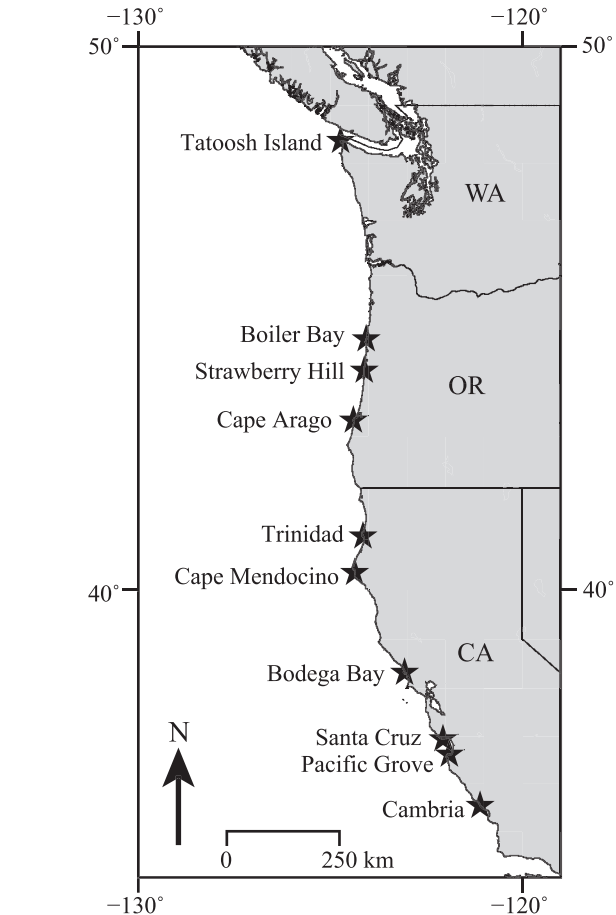 −130˚ −120˚
50˚ 50˚
Tatoosh Island
WA
Boiler Bay
Strawberry Hill
OR
Cape Arago
Trinidad
Cape Mendocino
40˚ 40˚
CA
Bodega Bay
N
Santa Cruz
Pacific Grove
Cambria
0 250 km
−130˚ −120˚